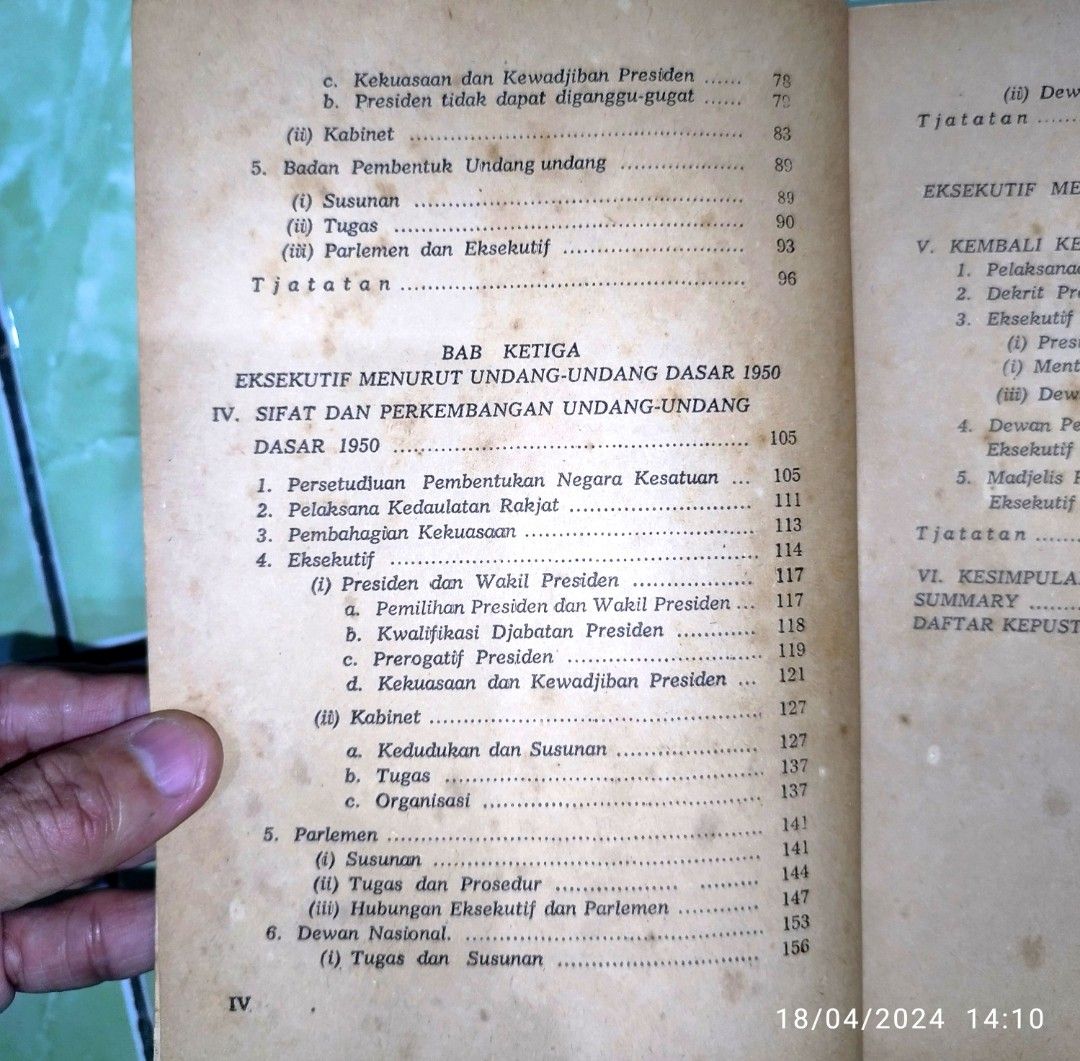 c. Kekuasaan dan Kewadjiban Presiden ...... 78
b. Presiden tidak dapat diganggu-gugat ...... 79
(ii) Kabinet ........................ 83
5. Badan Pembentuk Undang undang .................. 89
(i) Susunan ........................ 89
(ii) Tugas ........................ 90
(iii) Parlemen dan Eksekutif ........................ 93
Tjatatan ........................ 96
BAB KETIGA
EKSEKUTIF MENURUT UNDANG-UNDANG DASAR 1950
IV. SIFAT DAN PERKEMBANGAN UNDANG-UNDANG
DASAR 1950 ........................ 105
1. Persetudjuan Pembentukan Negara Kesatuan ... 105
2. Pelaksana Kedaulatan Rakjat ........................ 111
3. Pembahagian Kekuasaan ........................ 113
4. Eksekutif ........................ 114
(i) Presiden dan Wakil Presiden .................. 117
a. Pemilihan Presiden dan Wakil Presiden ... 117
b. Kwalifikasi Djabatan Presiden ............ 118
c. Prerogatif Presiden ........................ 119
d. Kekuasaan dan Kewadjiban Presiden ... 121
(ii) Kabinet ........................ 127
a. Kedudukan dan Susunan .................. 127
b. Tugas ........................ 137
c. Organisasi ........................ 137
5. Parlemen ........................ 141
(i) Susunan ........................ 141
(ii) Tugas dan Prosedur .................. ......... 144
(iii) Hubungan Eksekutif dan Parlemen ............ 147
6. Dewan Nasional. ........................ 153
(i) Tugas dan Susunan ........................ 156
IV
(ii) Dew
Tjatatan ......
EKSEKUTIF ME
V. KEMBALI KE
1. Pelaksana
2. Dekrit Pr
3. Eksekutif
(i) Pres
(i) Ment
(iii) Dew
4. Dewan Pe
Eksekutif
5. Madjelis
Eksekutif
Tjatatan ......
VI. KESIMPULA
SUMMARY ......
DAFTAR KEPUST
18/04/2024 14:10